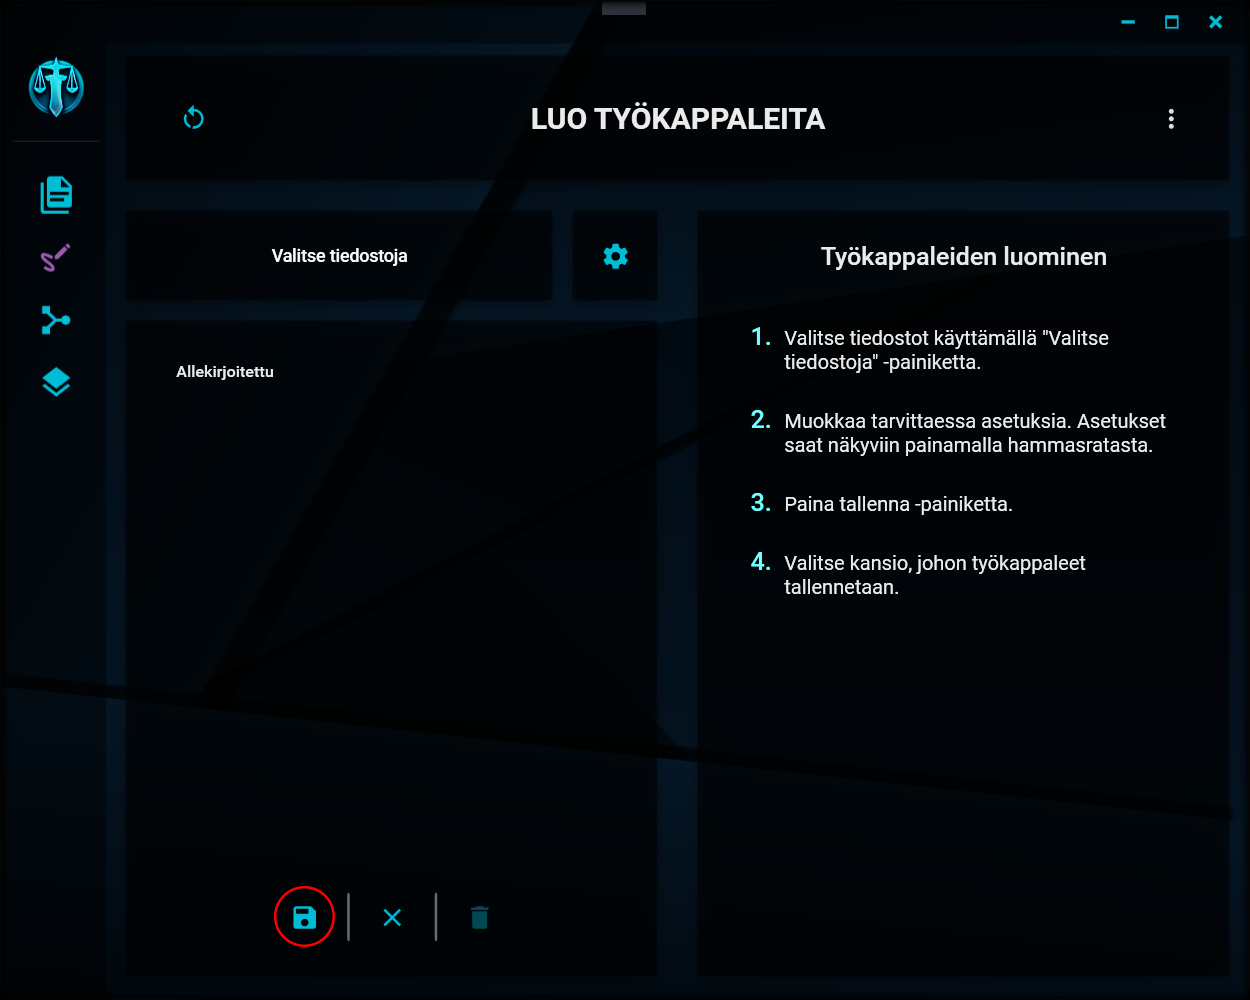 LUO TYÖKAPPALEITA
Valitse tiedostoja
Allekirjoitettu
Työkappaleiden luominen
1. Valitse tiedostot käyttämällä "Valitse
tiedostoja" -painiketta.
2. Muokkaa tarvittaessa asetuksia. Asetukset
saat näkyviin painamalla hammasratasta.
3. Paina tallenna -painiketta.
4. Valitse kansio, johon työkappaleet
tallennetaan.